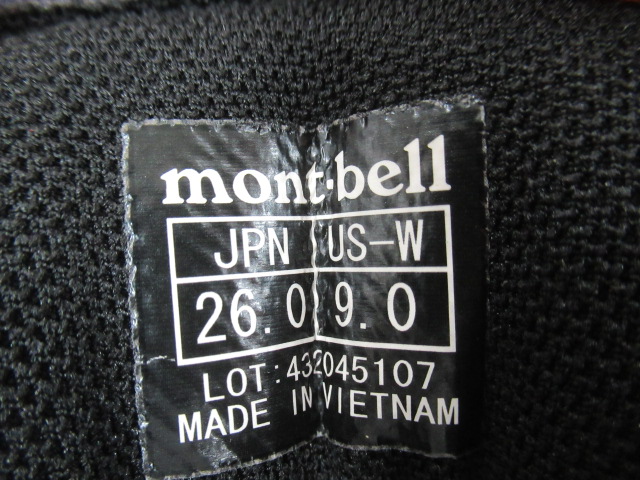 mont·bell
JPN US-W
26.0 9.0
LOT:432045107
MADE IN VIETNAM